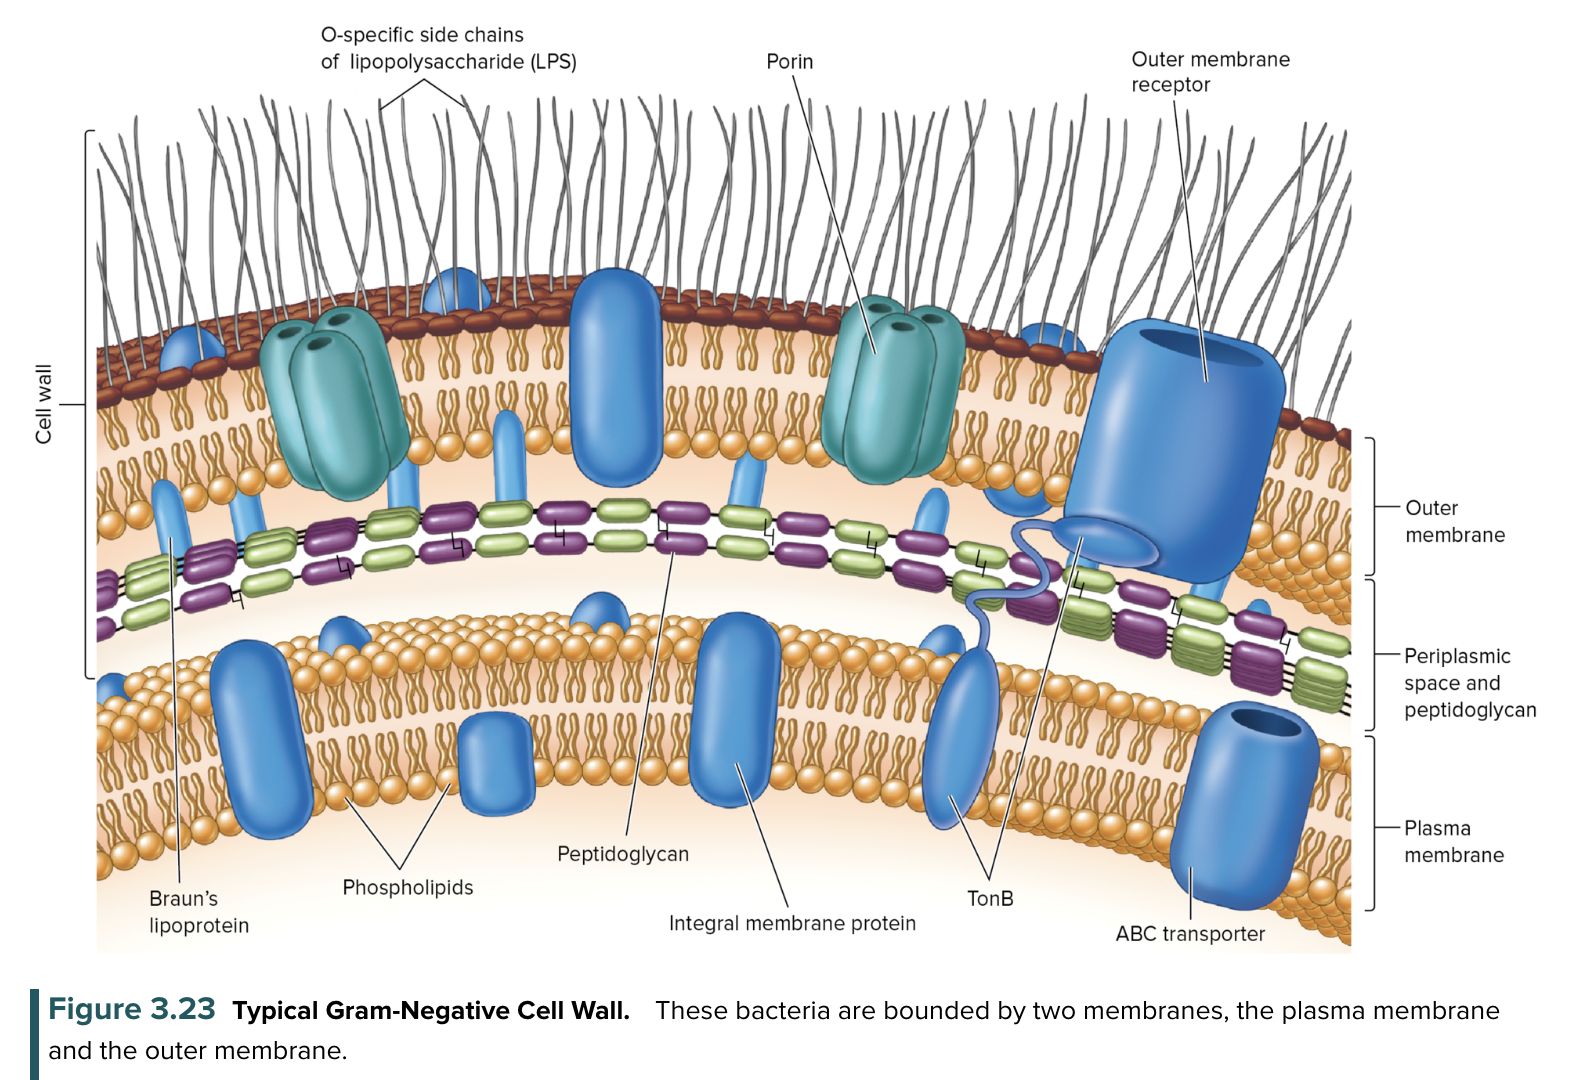 O-specific side chains
of lipopolysaccharide (LPS)
Porin
Outer membrane
receptor
Cell wall
Outer
membrane
Periplasmic
space and
peptidoglycan
Plasma
membrane
Braun’s
lipoprotein
Phospholipids
Peptidoglycan
Integral membrane protein
TonB
ABC transporter
Figure 3.23 Typical Gram-Negative Cell Wall. These bacteria are bounded by two membranes, the plasma membrane
and the outer membrane.